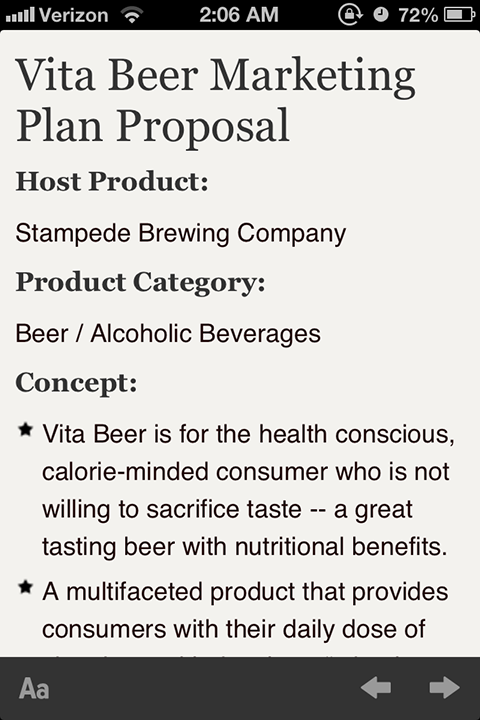 Verizon 2:06 AM 72%
Vita Beer Marketing
Plan Proposal
Host Product:
Stampede Brewing Company
Product Category:
Beer / Alcoholic Beverages
Concept:
Vita Beer is for the health conscious,
calorie-minded consumer who is not
willing to sacrifice taste -- a great
tasting beer with nutritional benefits.
A multifaceted product that provides
consumers with their daily dose of
Aa